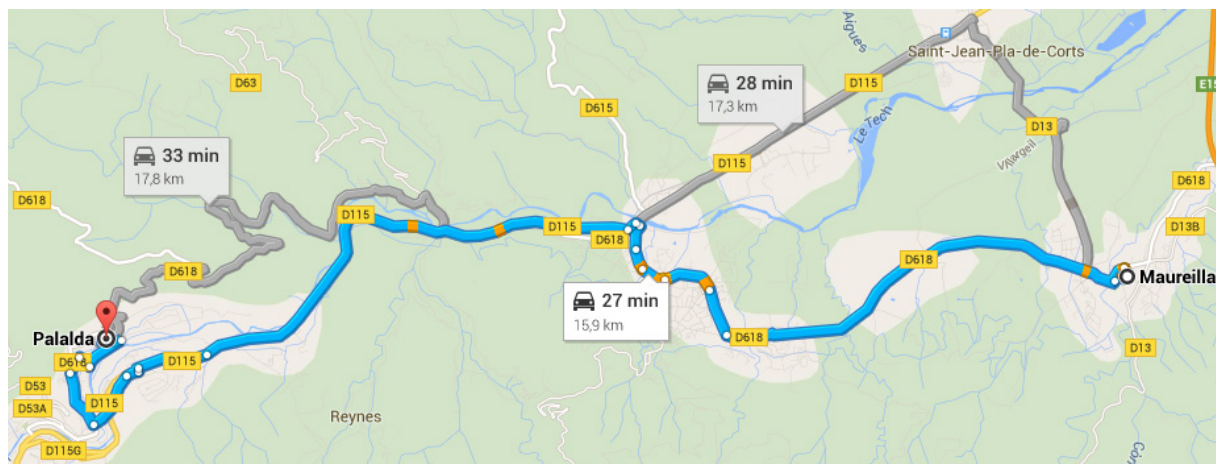 Aigues
Saint-Jean-Pla-de-Corts
D63
28 min
17,3 km
D115
E15
D615
Le Tech
D13
33 min
17,8 km
D115
D618
D618
D115
D115
D618
D13B
D618
D618
27 min
15,9 km
Maureilla
D618
Palalda
D618
D115
D13
D53
D53A
D115
Reynes
D115G